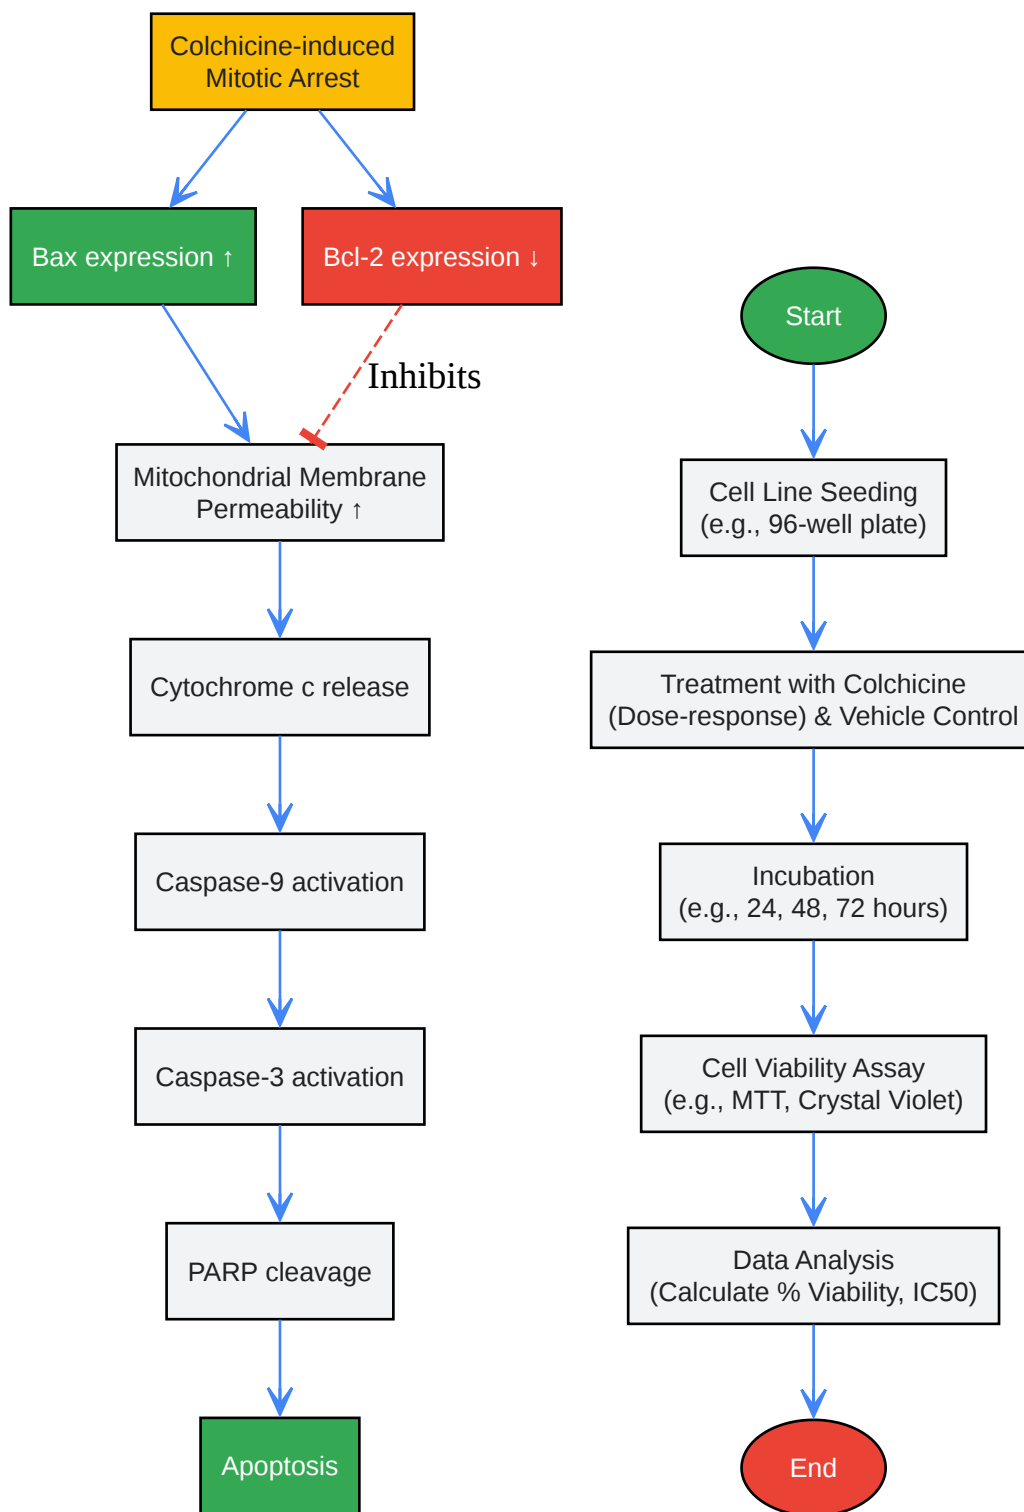 Colchicine-induced
Mitotic Arrest
Bax expression ↑
Bcl-2 expression ↓
Inhibits
Mitochondrial Membrane
Permeability ↑
Cytochrome c release
Caspase-9 activation
Caspase-3 activation
PARP cleavage
Apoptosis
Start
Cell Line Seeding
(e.g., 96-well plate)
Treatment with Colchicine
(Dose-response) & Vehicle Control
Incubation
(e.g., 24, 48, 72 hours)
Cell Viability Assay
(e.g., MTT, Crystal Violet)
Data Analysis
(Calculate % Viability, IC50)
End